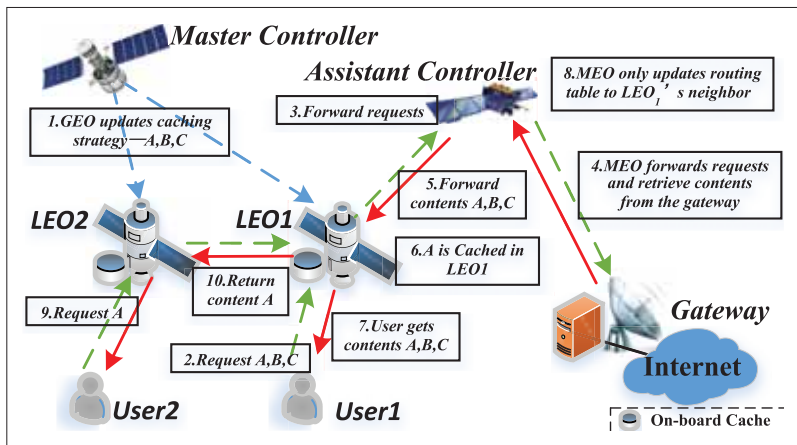 Master Controller
Assistant Controller
8.MEO only updates routing
table to LEO1's neighbor
1.GEO updates caching
strategy—A,B,C
3.Forward requests
4.MEO forwards requests
and retrieve contents
from the gateway
5.Forward
contents A,B,C
LEO2
LEO1
6.A is Cached in
LEO1
10.Return
content A
9.Request A
7.User gets
contents A,B,C
2.Request A,B,C
Gateway
Internet
User2
User1
On-board Cache